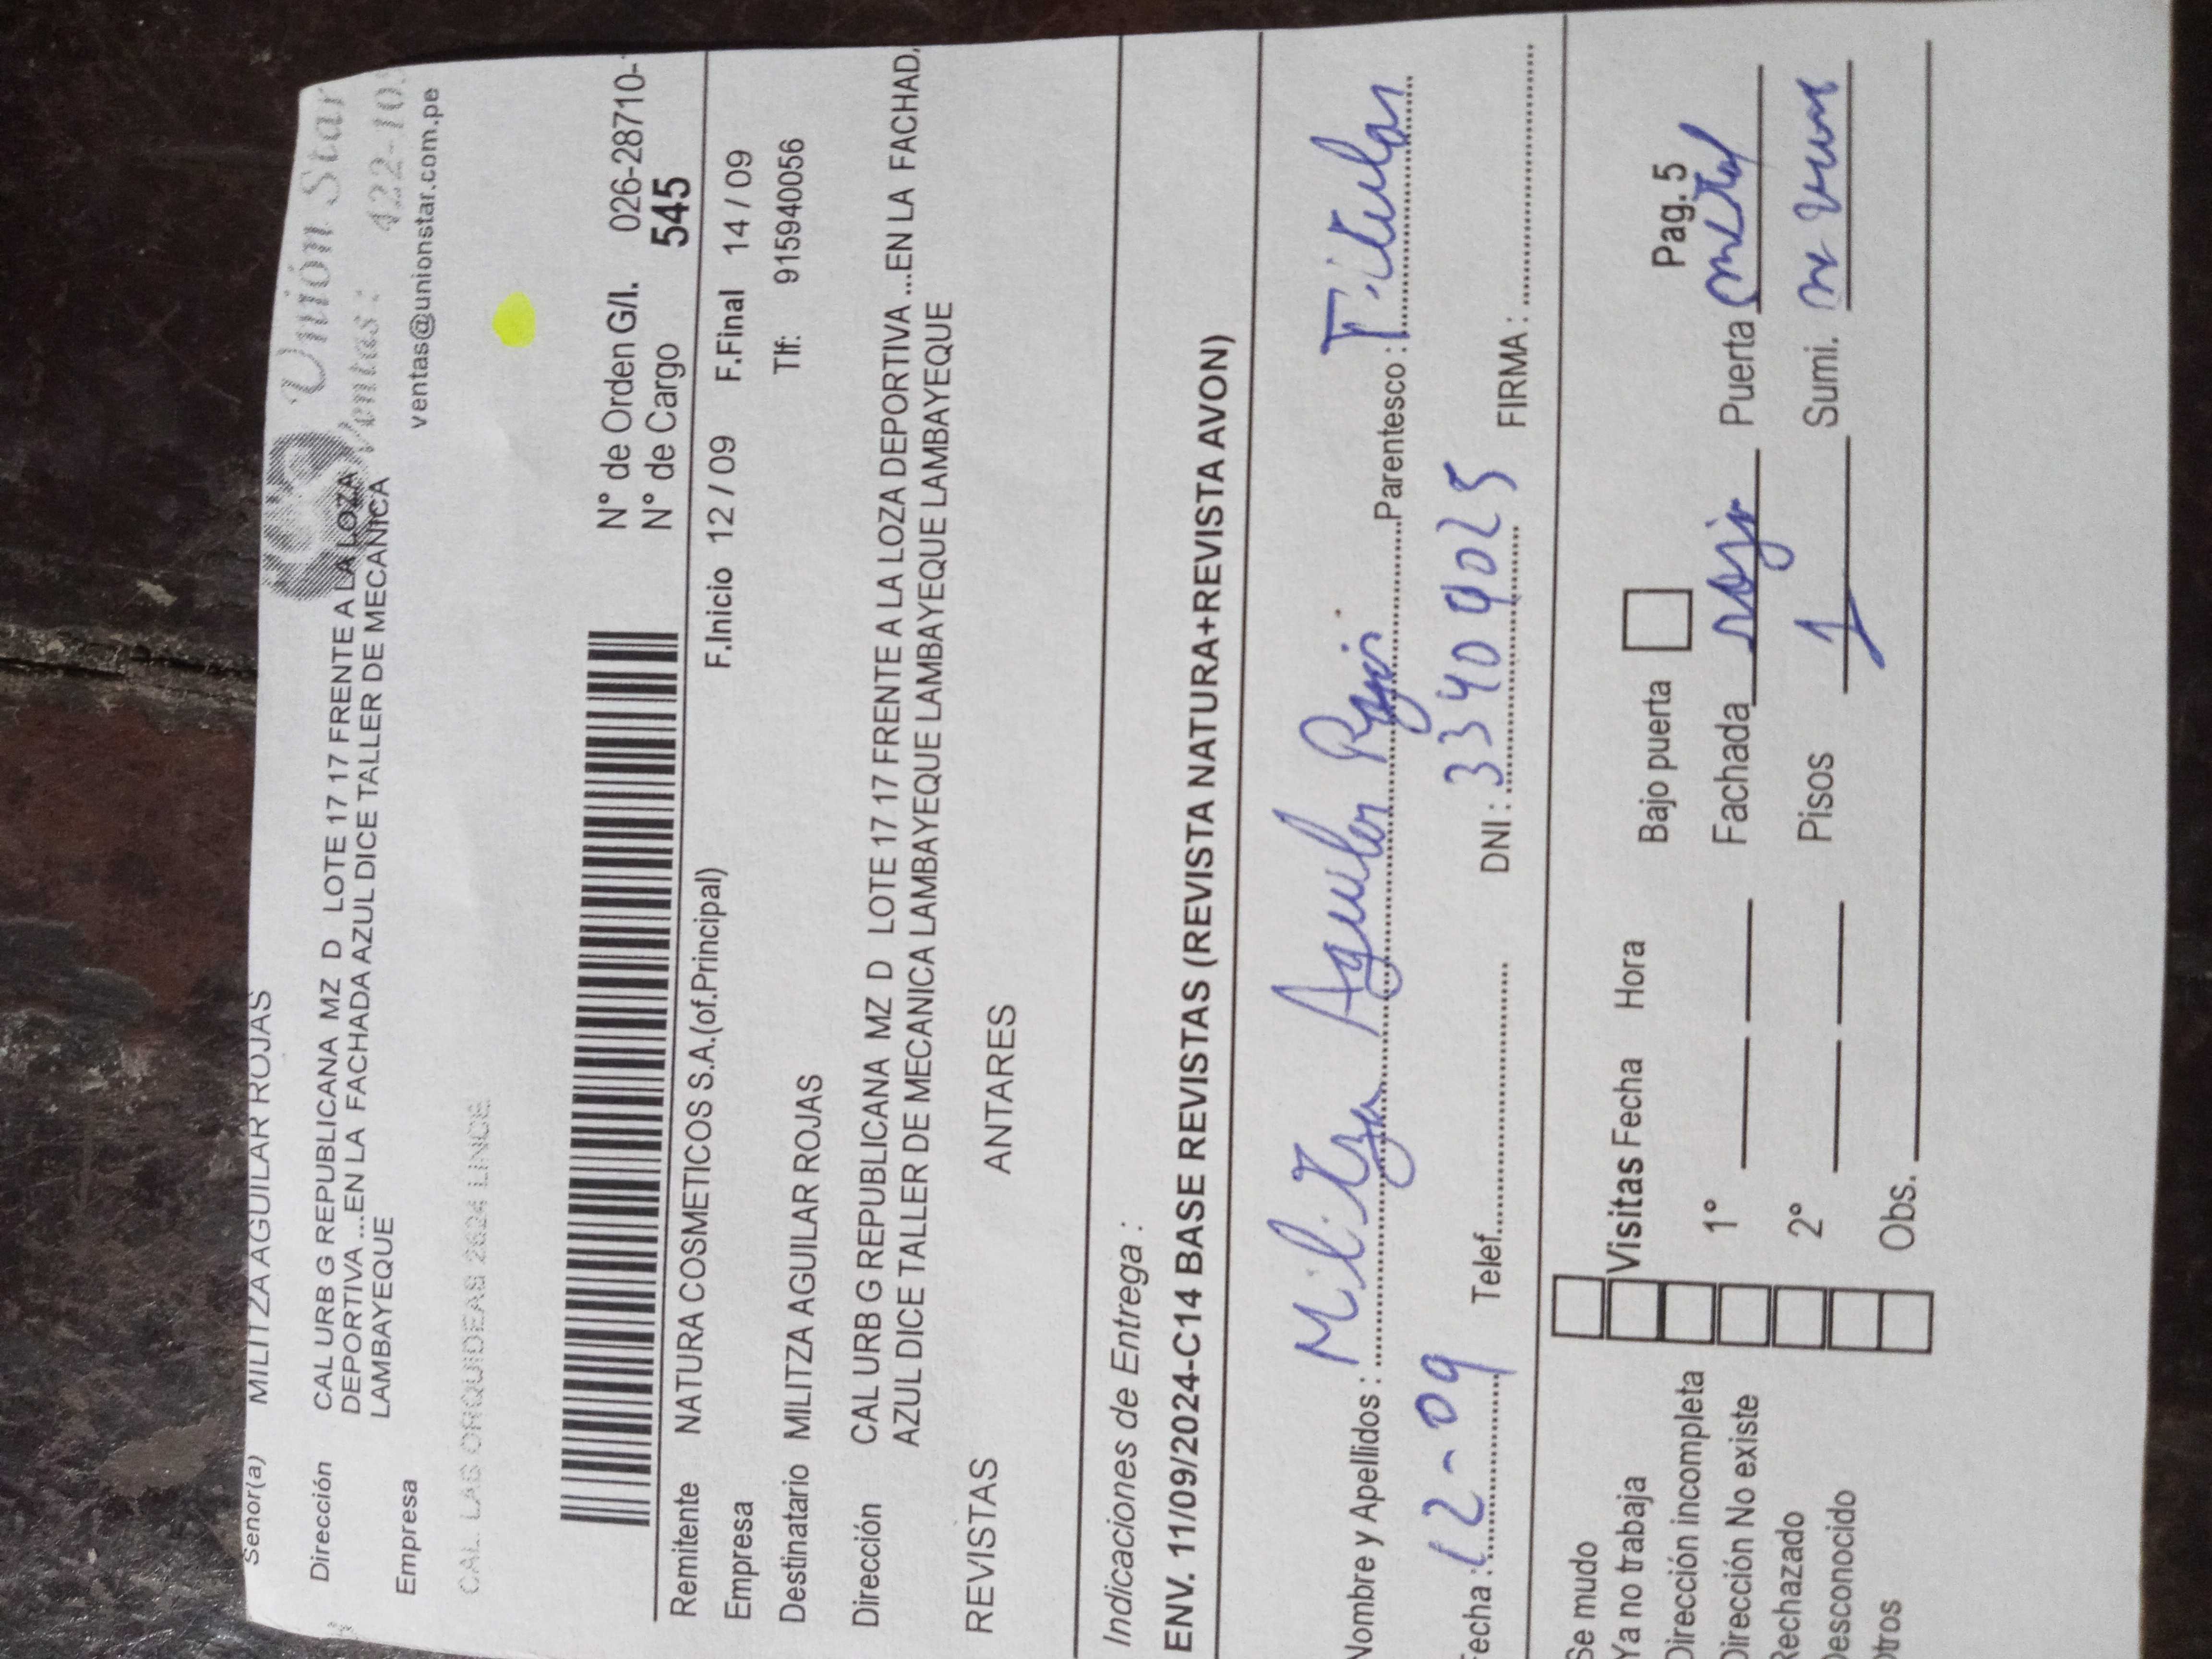 Unión Star
Ventas: 422-10
ventas@unionstar.com.pe
Señor(a) MILITZA AGUILAR ROJAS
Dirección CAL URB G REPUBLICANA MZ D LOTE 17 17 FRENTE A LA LOZA
DEPORTIVA ...EN LA FACHADA AZUL DICE TALLER DE MECANICA
LAMBAYEQUE
Empresa
CAL. LAS ORQUIDEAS 2624 LINCE
N° de Orden G/I. 026-28710-
N° de Cargo 545
Remitente NATURA COSMETICOS S.A.(of.Principal) F.Inicio 12 / 09 F.Final 14 / 09
Empresa
Destinatario MILITZA AGUILAR ROJAS Tlf: 915940056
Dirección CAL URB G REPUBLICANA MZ D LOTE 17 17 FRENTE A LA LOZA DEPORTIVA ...EN LA FACHADA
AZUL DICE TALLER DE MECANICA LAMBAYEQUE LAMBAYEQUE LAMBAYEQUE
REVISTAS ANTARES
Indicaciones de Entrega :
ENV. 11/09/2024-C14 BASE REVISTAS (REVISTA NATURA+REVISTA AVON)
Nombre y Apellidos : Militza Aguilar Rojas Parentesco : Titular
Fecha : 12-09 Telef. DNI : 33409025 FIRMA :
Se mudo
Ya no trabaja
Dirección incompleta
Dirección No existe
Rechazado
Desconocido
Otros
Visitas Fecha Hora Bajo puerta Pag. 5
1° Fachada rojo Puerta metal
2° Pisos 1 Sumi.
Obs.